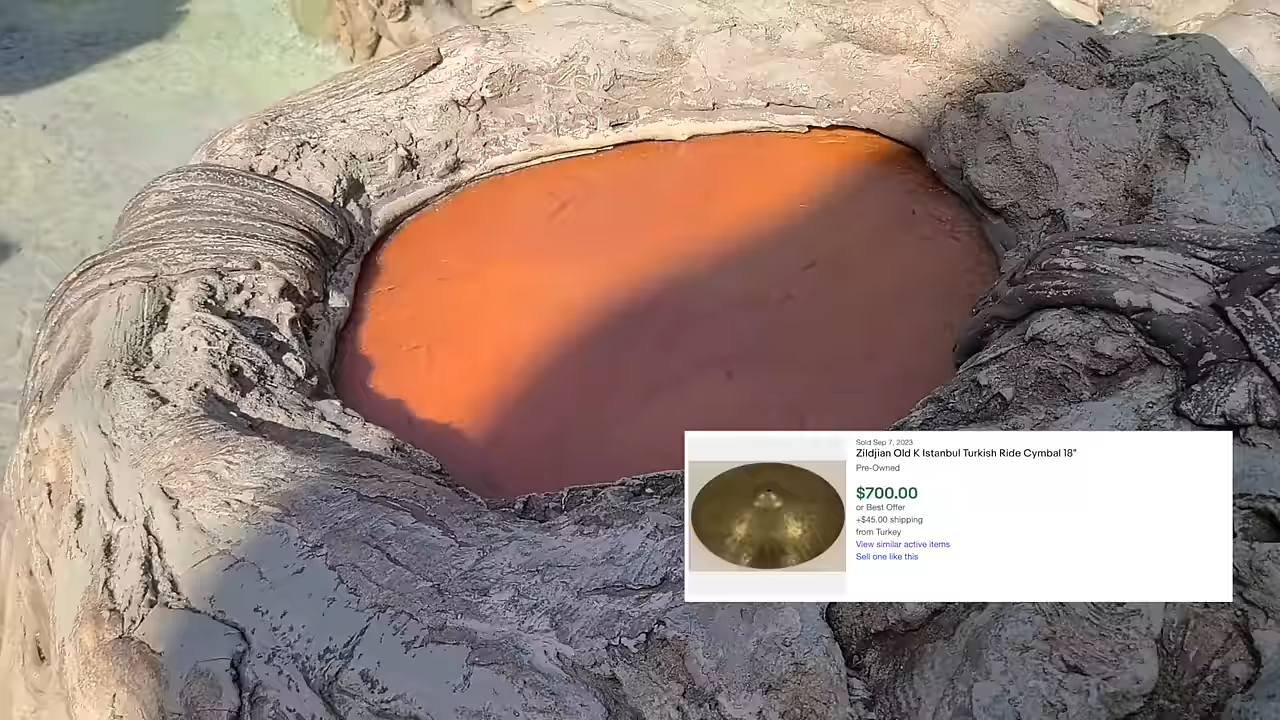 Sold Sep 7, 2023
Zildjian Old K Istanbul Turkish Ride Cymbal 18"
Pre-Owned
$700.00
or Best Offer
+$45.00 shipping
from Turkey
View similar active items
Sell one like this